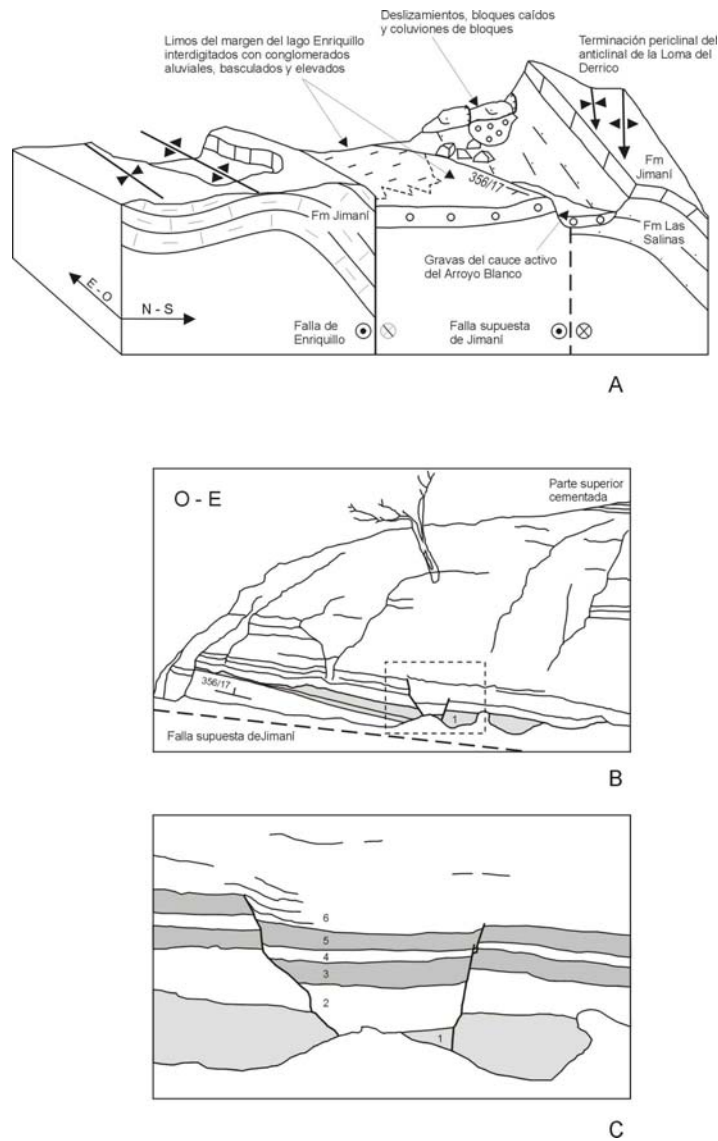 Deslizamientos, bloques caídos
y coluviones de bloques
Limos del margen del lago Enriquillo
interdigitados con conglomerados
aluviales, basculados y elevados
Terminación periclinal del
anticlinal de la Loma del
Derrico
356/17
Fm
Jimaní
Fm Jimaní
Fm Las
Salinas
Gravas del cauce activo
del Arroyo Blanco
E - O
N - S
Falla de
Enriquillo
Falla supuesta
de Jimaní
A
O - E
Parte superior
cementada
356/17
1
Falla supuesta deJimaní
B
6
5
4
3
2
1
C